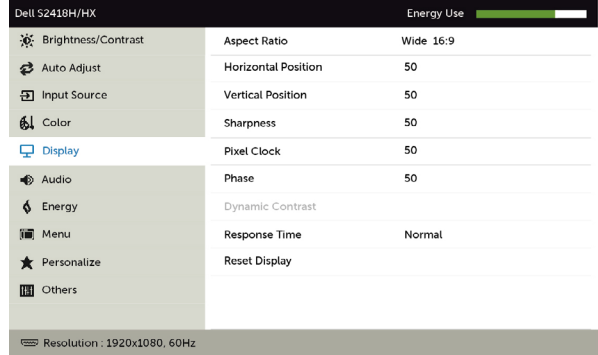 Dell S2418H/HX Energy Use
Brightness/Contrast
Auto Adjust
Input Source
Color
Display
Audio
Energy
Menu
Personalize
Others
Aspect Ratio Wide 16:9
Horizontal Position 50
Vertical Position 50
Sharpness 50
Pixel Clock 50
Phase 50
Dynamic Contrast
Response Time Normal
Reset Display
Resolution : 1920x1080, 60Hz